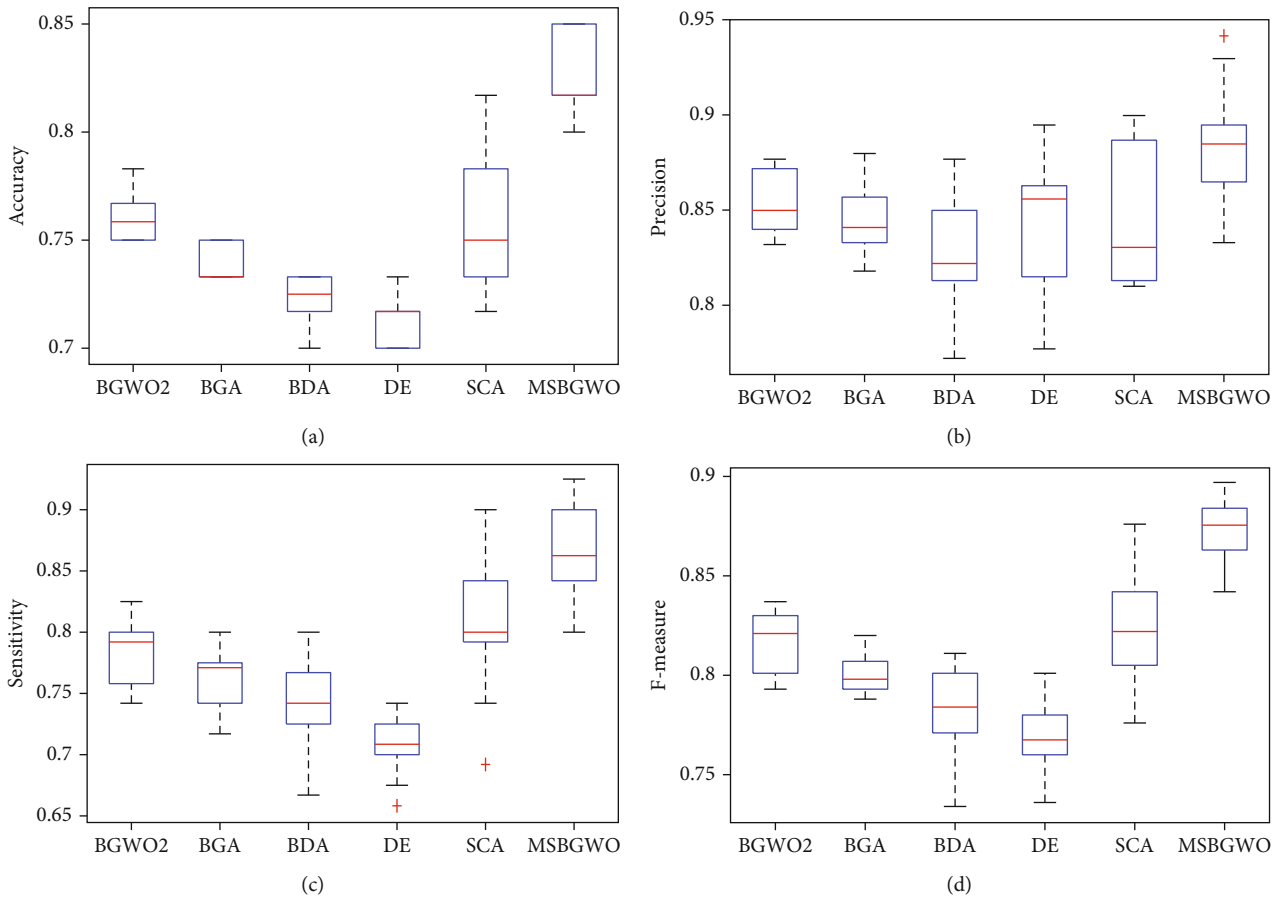 Accuracy
0.85
0.8
0.75
0.7
BGWO2 BGA BDA DE SCA MSBGWO
(a)
Precision
0.95
0.9
0.85
0.8
BGWO2 BGA BDA DE SCA MSBGWO
(b)
Sensitivity
0.9
0.85
0.8
0.75
0.7
0.65
BGWO2 BGA BDA DE SCA MSBGWO
(c)
F-measure
0.9
0.85
0.8
0.75
BGWO2 BGA BDA DE SCA MSBGWO
(d)